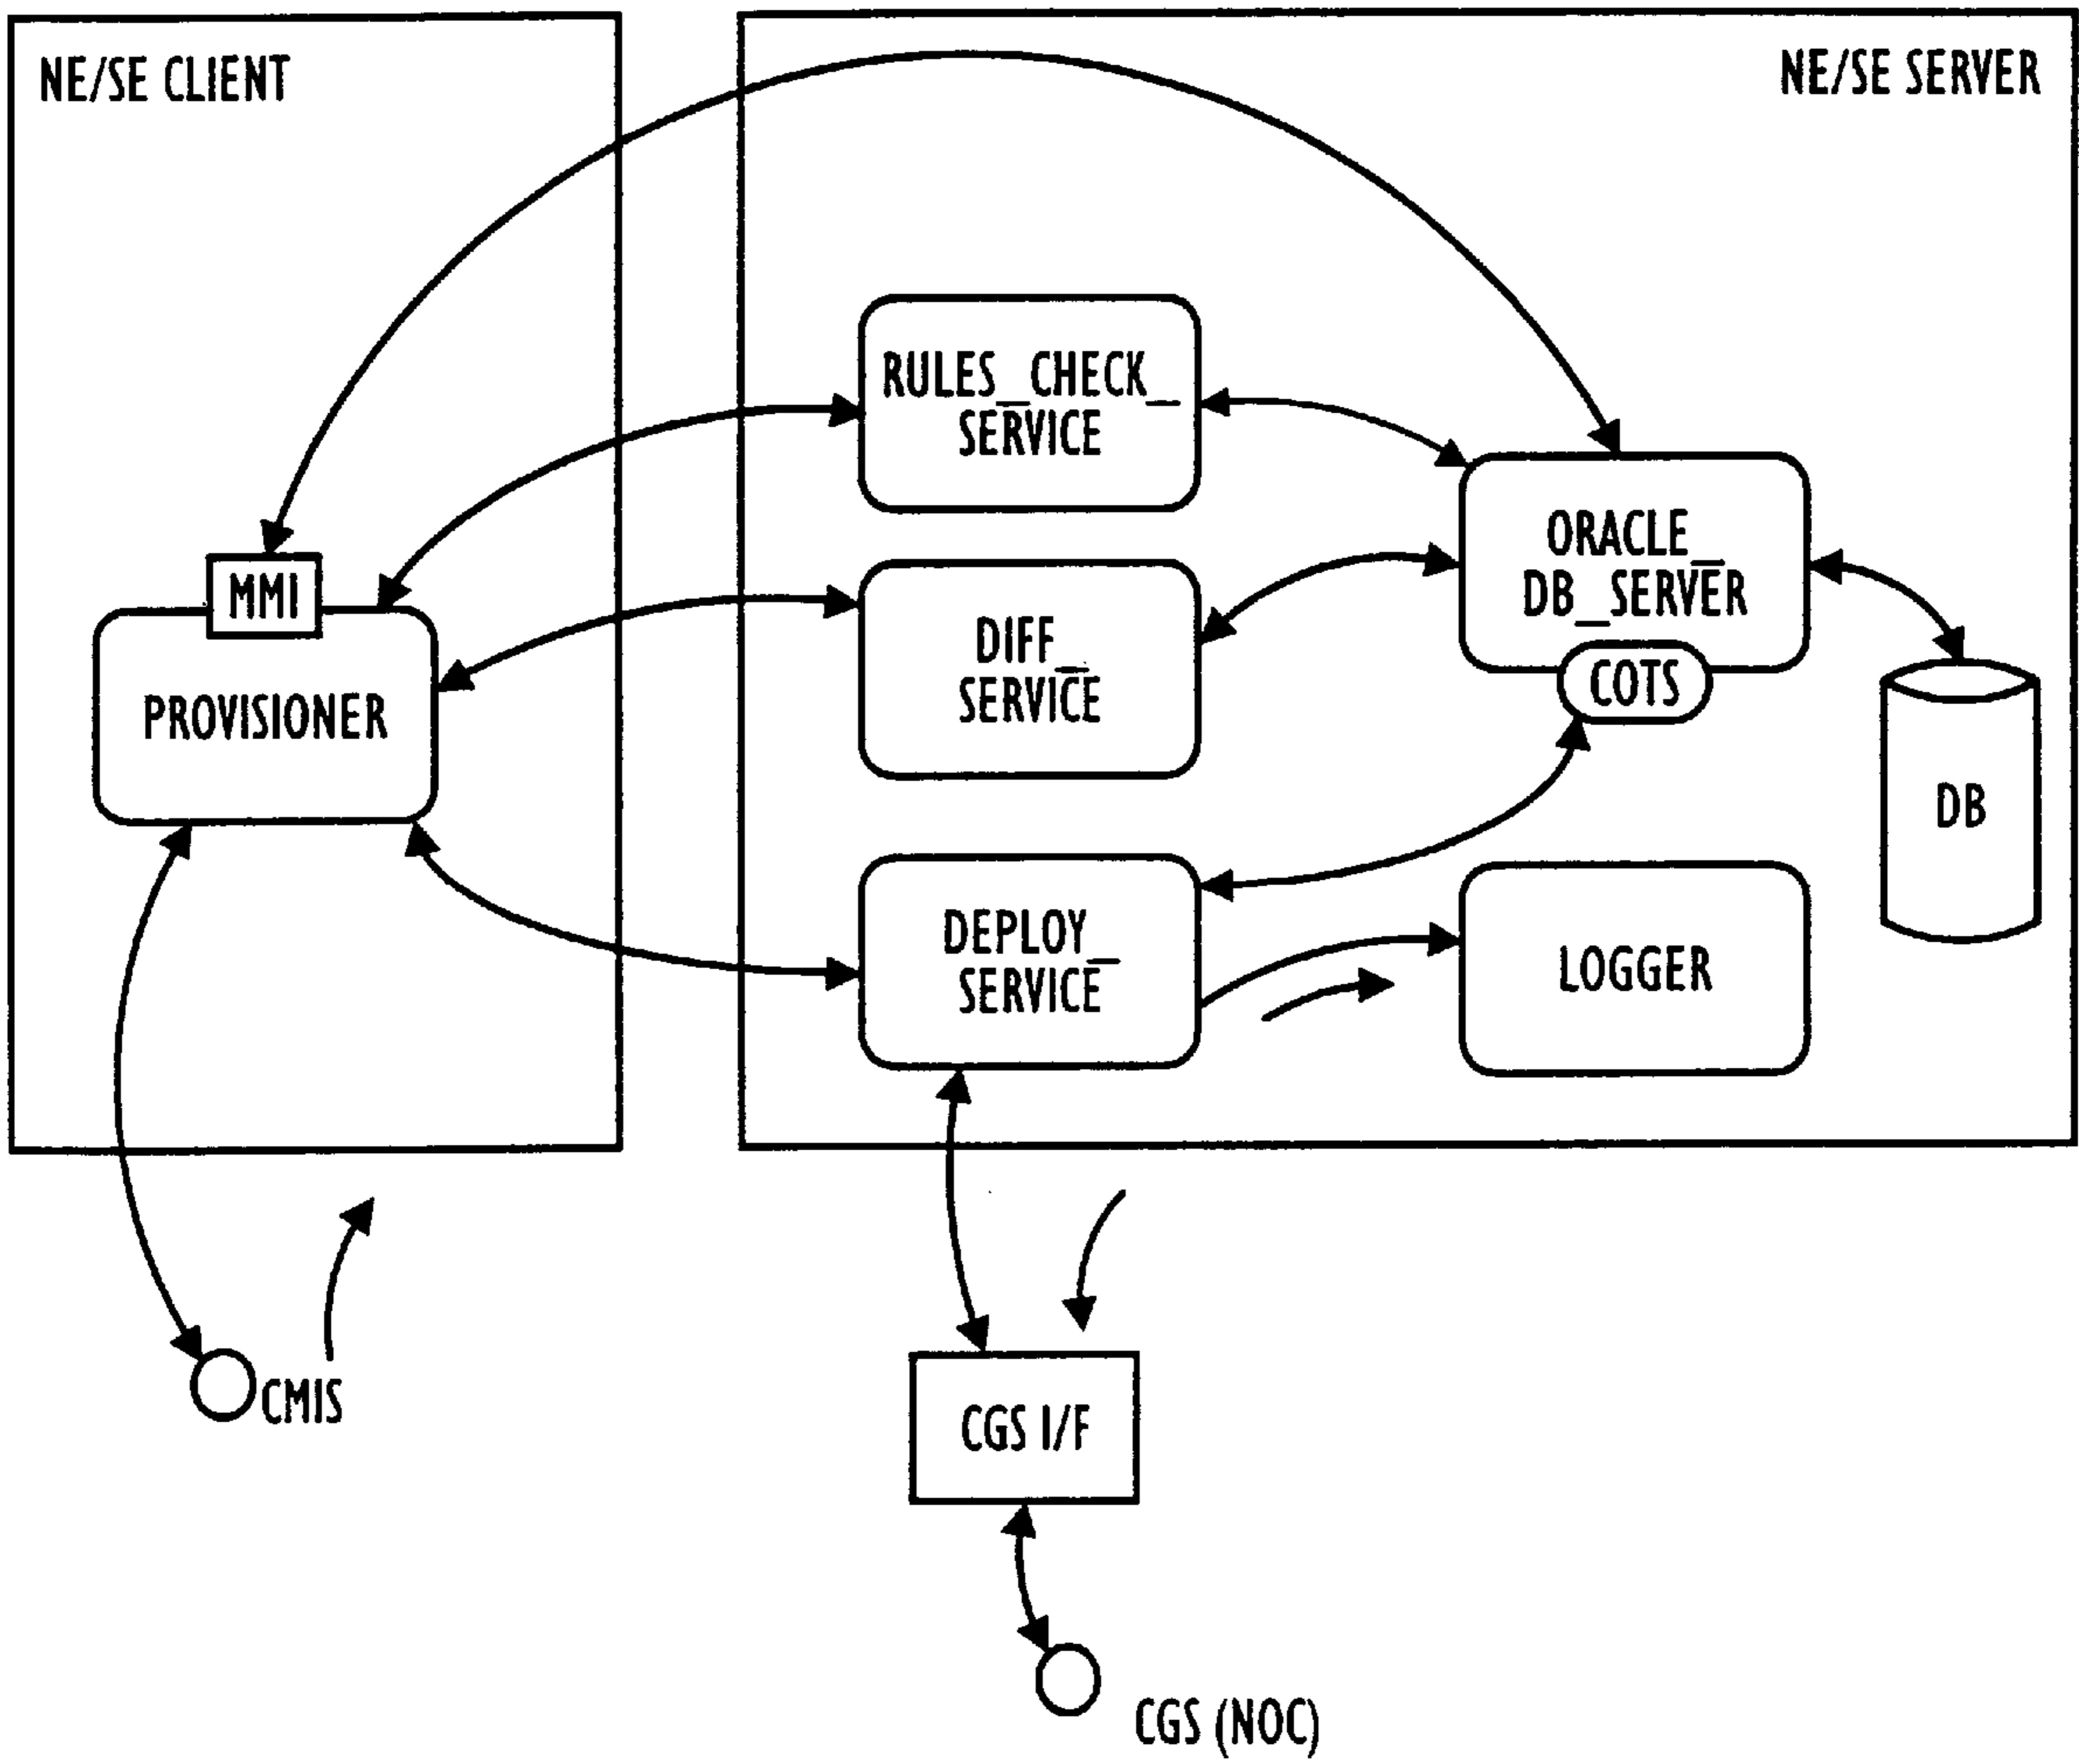 NE/SE CLIENT
NE/SE SERVER
RULES_CHECK_
SERVICE
ORACLE_
DB_SERVER
COTS
MMI
PROVISIONER
DIFF_
SERVICE
DB
DEPLOY_
SERVICE
LOGGER
CMIS
CGS I/F
CGS (NOC)